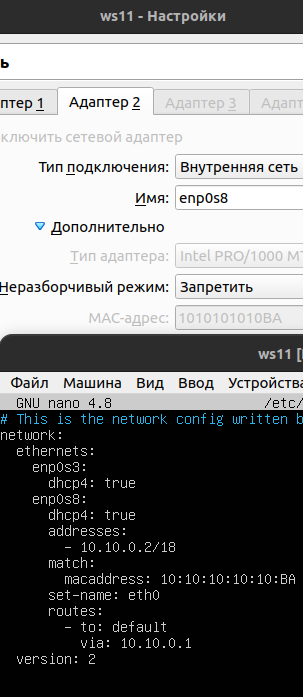 ws11 - Настройки
ь
птер 1 Адаптер 2 Адаптер 3 Адапт
ключить сетевой адаптер
Тип подключения: Внутренняя сеть
Имя: enp0s8
Дополнительно
Тип адаптера: Intel PRO/1000 MT
Неразборчивый режим: Запретить
MAC-адрес: 1010101010BA
ws11 [
Файл Машина Вид Ввод Устройства
GNU nano 4.8 /etc/
# This is the network config written b
network:
ethernets:
enp0s3:
dhcp4: true
enp0s8:
dhcp4: true
addresses:
- 10.10.0.2/18
match:
macaddress: 10:10:10:10:10:BA
set-name: eth0
routes:
- to: default
via: 10.10.0.1
version: 2